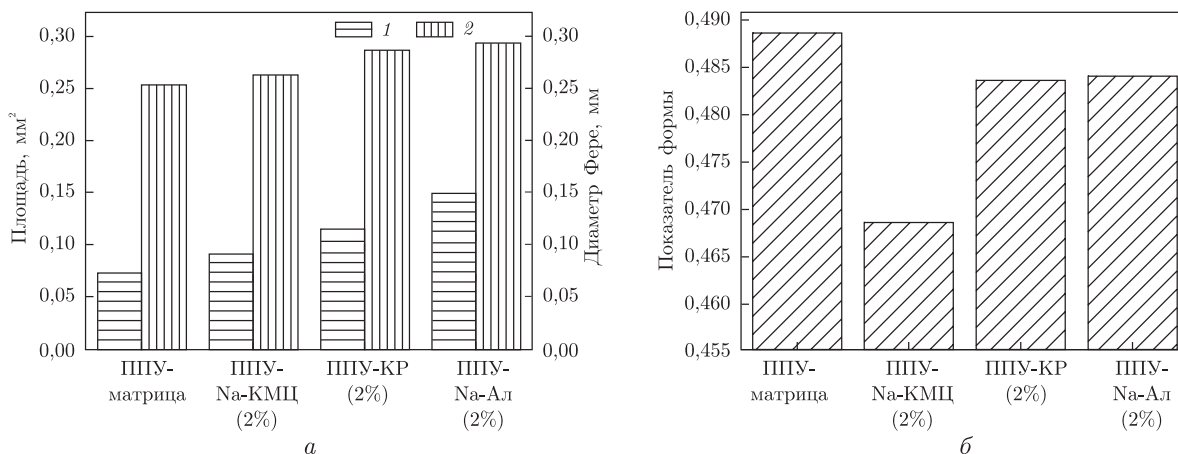 Площадь, мм²
0,30
0,25
0,20
0,15
0,10
0,05
0,00
1
2
0,30
0,25
0,20
0,15
0,10
0,05
0,00
Диаметр Фере, мм
ППУ-
матрица
ППУ-
Na-КМЦ
(2%)
ППУ-КР
(2%)
ППУ-
Na-Ал
(2%)
а
Показатель формы
0,490
0,485
0,480
0,475
0,470
0,465
0,460
0,455
ППУ-
матрица
ППУ-
Na-КМЦ
(2%)
ППУ-КР
(2%)
ППУ-
Na-Ал
(2%)
б